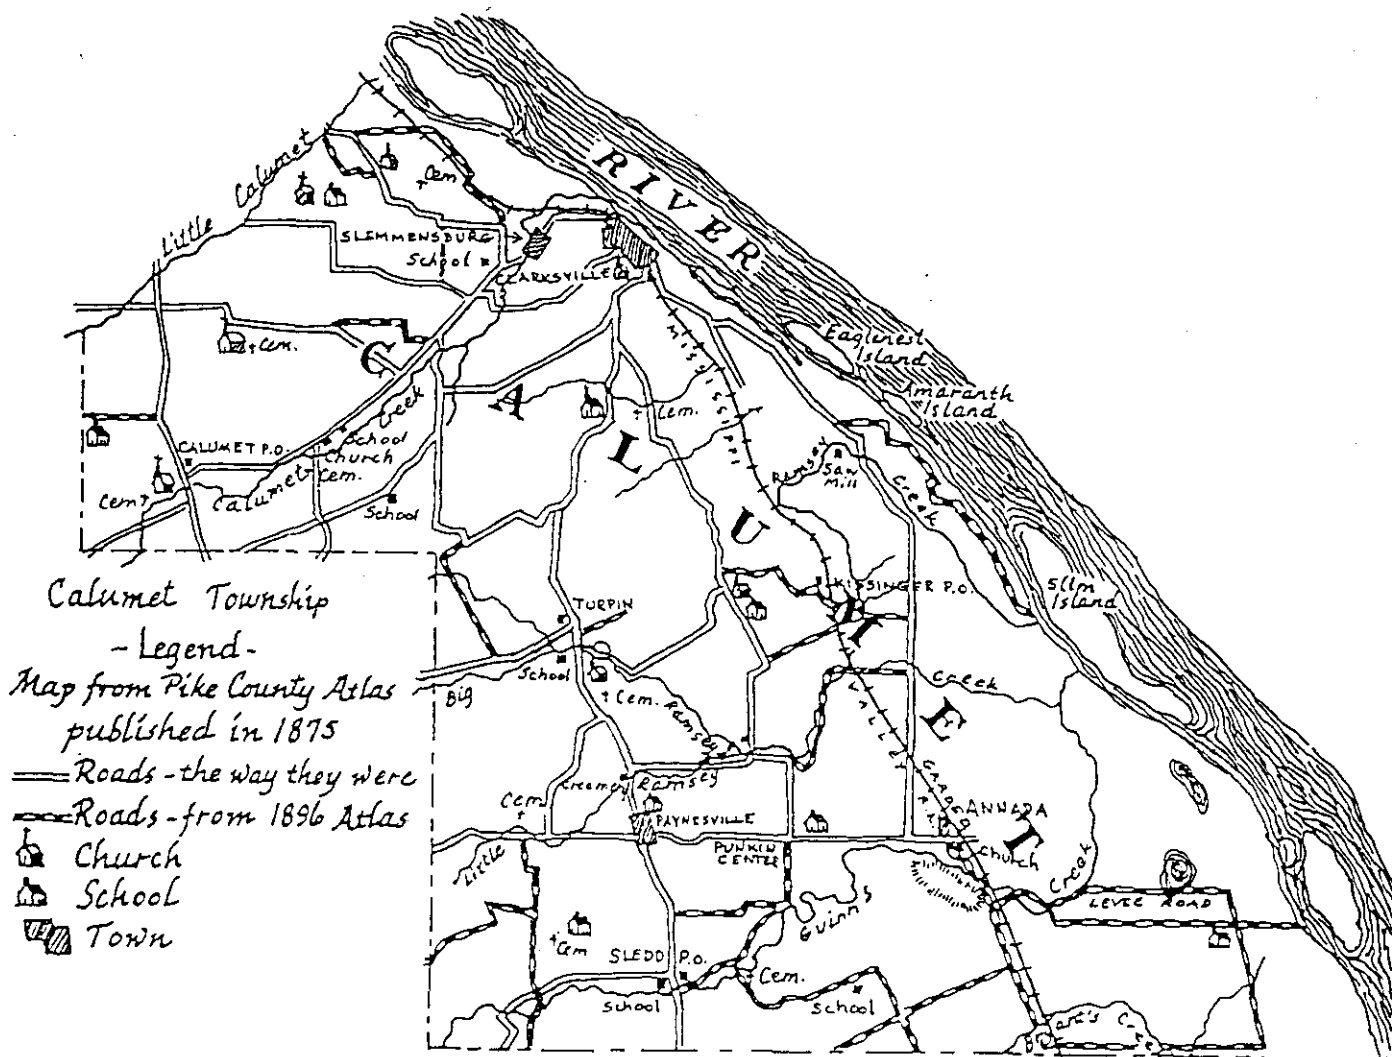 RIVER
Little Calumet
Cem
SLEMMENSBURG
School
CLARKSVILLE
MISSISSIPPI
Eaglnest
Island
Amaranth
Island
Cem.
CALUMET
Cem.
CALUMET P.O.
School
Church
Cem.
Calumet Creek
Cem
School
Ramsey Creek
Saw
Mill
KISSINGER P.O.
Island
TURPIN
School
Big Ramsey Creek
Cem.
VALLEY
Creamery
Ramsey
Cem.
PAYNESVILLE
PUNKIN
CENTER
Little
ANNADA
Church
Creek
Guinn's
LEVEE ROAD
Cem
SLEDD P.O.
School
Cem.
School
Calumet Township
- Legend -
Map from Pike County Atlas
published in 1875
Roads - the way they were
Roads - from 1896 Atlas
Church
School
Town